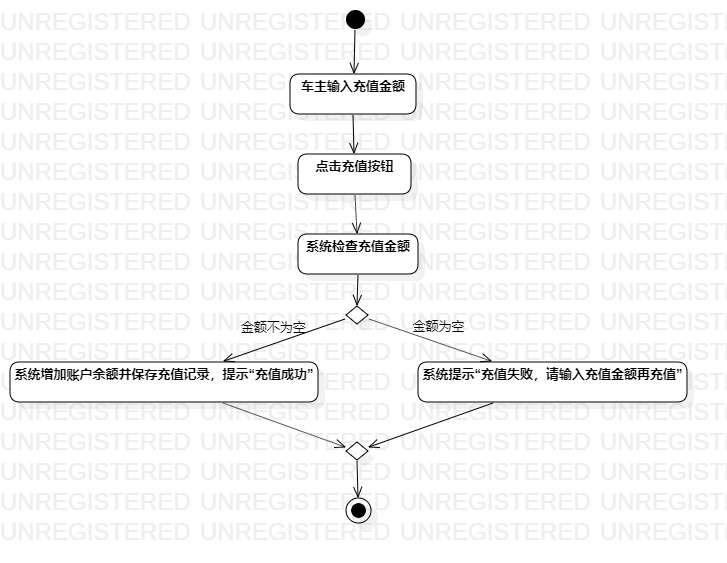 UNREGISTERED UNREGISTERED UNREGISTERED UNREGIST
车主输入充值金额
点击充值按钮
系统检查充值金额
金额不为空
金额为空
系统增加账户余额并保存充值记录，提示“充值成功”
系统提示“充值失败，请输入充值金额再充值”